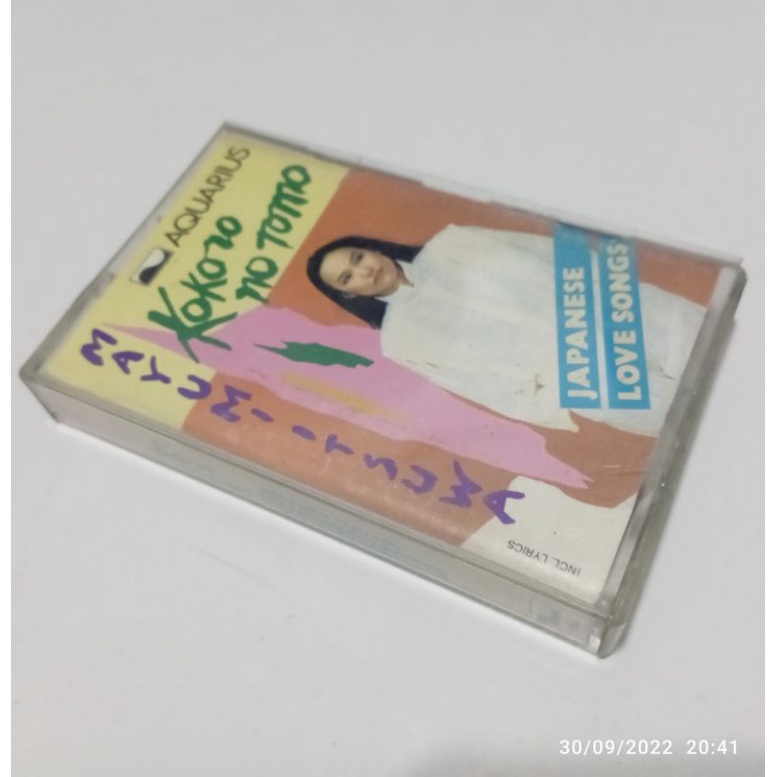 AQUARIUS
KOKORO
NO TOMO
MAYUMI ITSUWA
JAPANESE
LOVE SONGS
INCL. LYRICS
30/09/2022 20:41